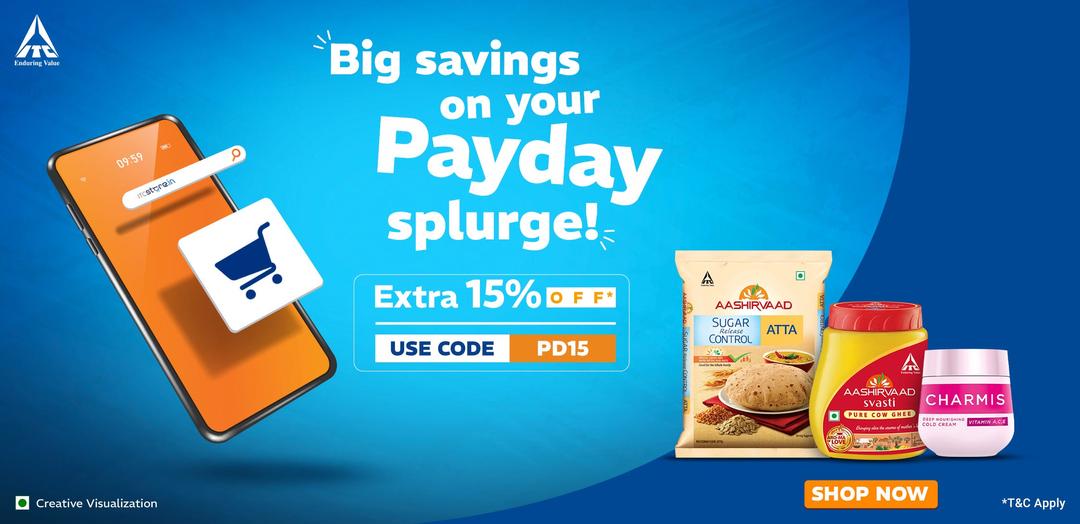 ITC
Enduring Value
Big savings
on your
Payday
splurge!
09:59
itcstore.in
Extra 15% OFF*
USE CODE PD15
AASHIRVAAD
SUGAR
Release
CONTROL
ATTA
AASHIRVAAD
svasti
PURE COW GHEE
CHARMIS
DEEP NOURISHING
COLD CREAM
VITAMIN A,C,E
SHOP NOW
Creative Visualization
*T&C Apply